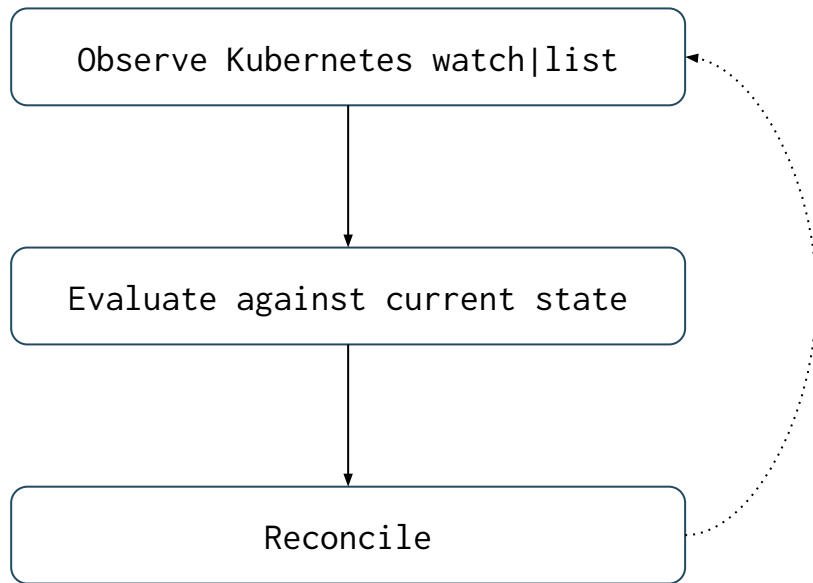 Observe Kubernetes watch|list
Evaluate against current state
Reconcile